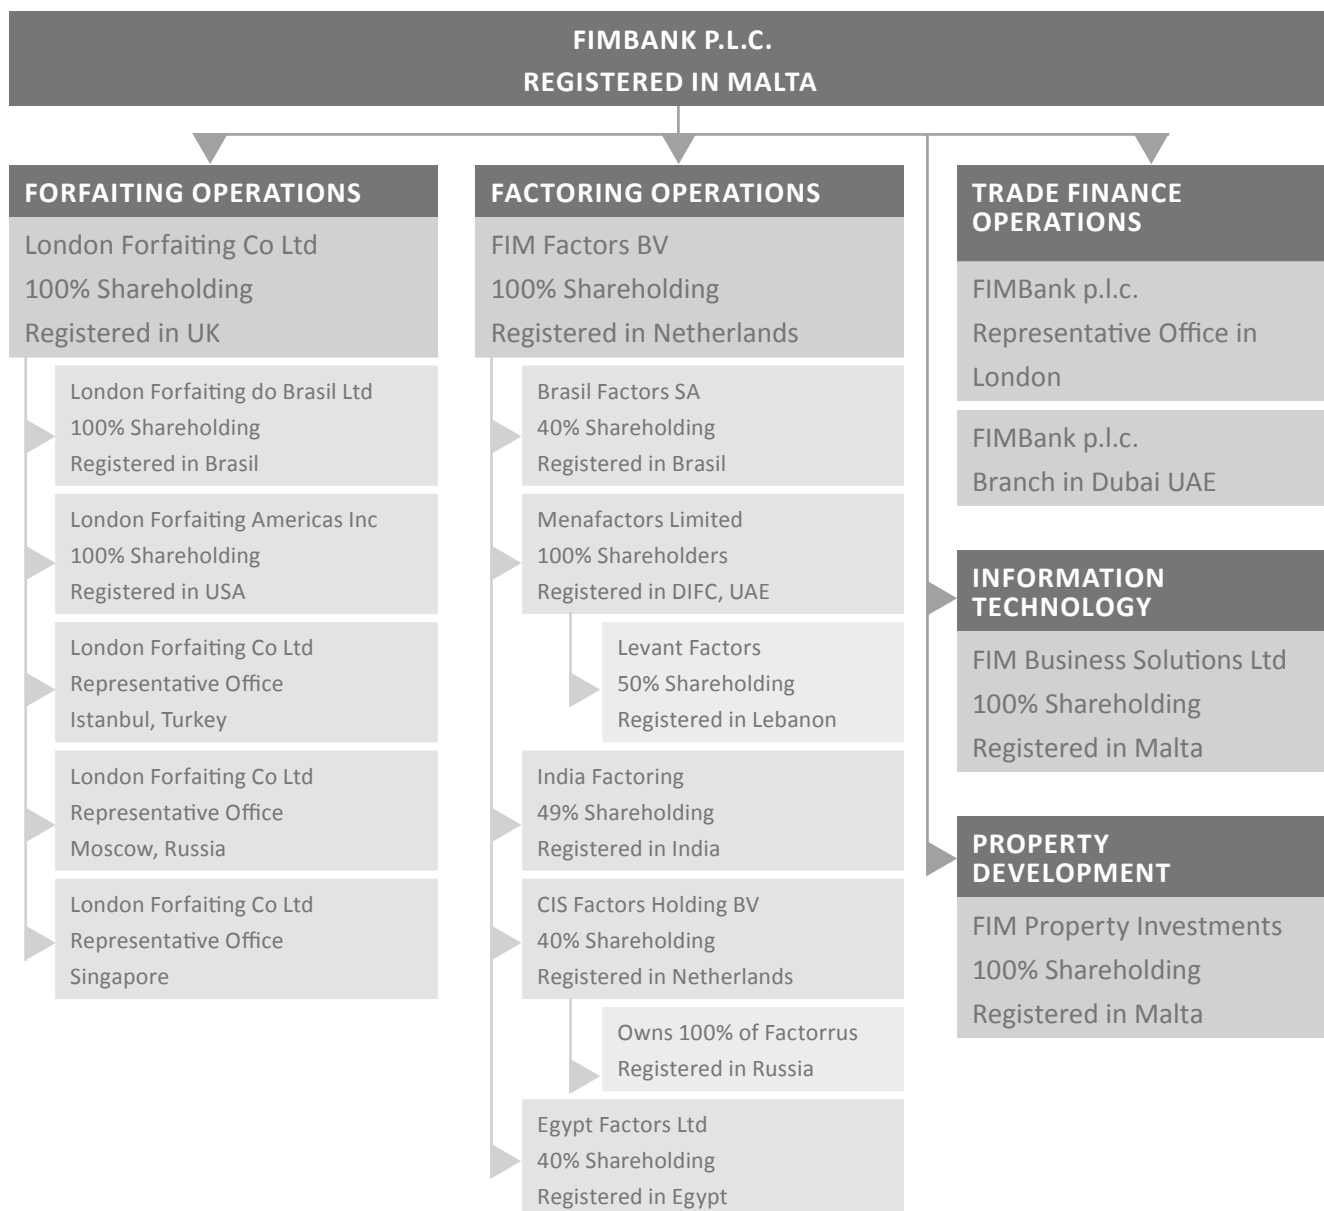 FIMBANK P.L.C.
REGISTERED IN MALTA
FORFAITING OPERATIONS
London Forfaiting Co Ltd
100% Shareholding
Registered in UK
London Forfaiting do Brasil Ltd
100% Shareholding
Registered in Brasil
London Forfaiting Americas Inc
100% Shareholding
Registered in USA
London Forfaiting Co Ltd
Representative Office
Istanbul, Turkey
London Forfaiting Co Ltd
Representative Office
Moscow, Russia
London Forfaiting Co Ltd
Representative Office
Singapore
FACTORING OPERATIONS
FIM Factors BV
100% Shareholding
Registered in Netherlands
Brasil Factors SA
40% Shareholding
Registered in Brasil
Menafactors Limited
100% Shareholders
Registered in DIFC, UAE
Levant Factors
50% Shareholding
Registered in Lebanon
India Factoring
49% Shareholding
Registered in India
CIS Factors Holding BV
40% Shareholding
Registered in Netherlands
Owns 100% of Factorrus
Registered in Russia
Egypt Factors Ltd
40% Shareholding
Registered in Egypt
TRADE FINANCE
OPERATIONS
FIMBank p.l.c.
Representative Office in
London
FIMBank p.l.c.
Branch in Dubai UAE
INFORMATION
TECHNOLOGY
FIM Business Solutions Ltd
100% Shareholding
Registered in Malta
PROPERTY
DEVELOPMENT
FIM Property Investments
100% Shareholding
Registered in Malta